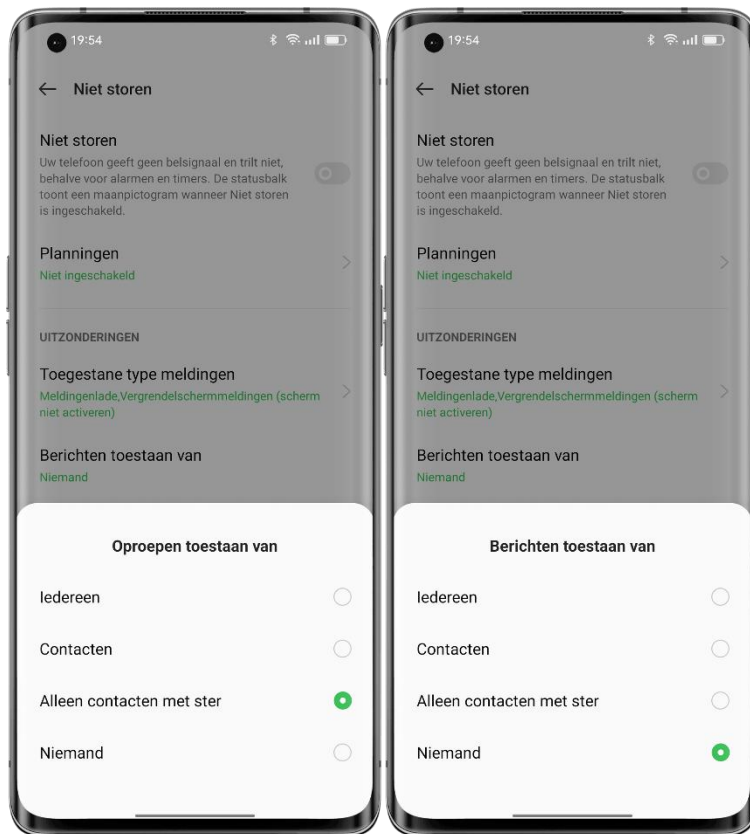 19:54
Niet storen
Niet storen
Uw telefoon geeft geen belsignaal en trilt niet,
behalve voor alarmen en timers. De statusbalk
toont een maanpictogram wanneer Niet storen
is ingeschakeld.
Planningen
Niet ingeschakeld
UITZONDERINGEN
Toegestane type meldingen
Meldingenlade,Vergrendelschermmeldingen (scherm
niet activeren)
Berichten toestaan van
Niemand
Oproepen toestaan van
Iedereen
Contacten
Alleen contacten met ster
Niemand
19:54
Niet storen
Niet storen
Uw telefoon geeft geen belsignaal en trilt niet,
behalve voor alarmen en timers. De statusbalk
toont een maanpictogram wanneer Niet storen
is ingeschakeld.
Planningen
Niet ingeschakeld
UITZONDERINGEN
Toegestane type meldingen
Meldingenlade,Vergrendelschermmeldingen (scherm
niet activeren)
Berichten toestaan van
Niemand
Berichten toestaan van
Iedereen
Contacten
Alleen contacten met ster
Niemand